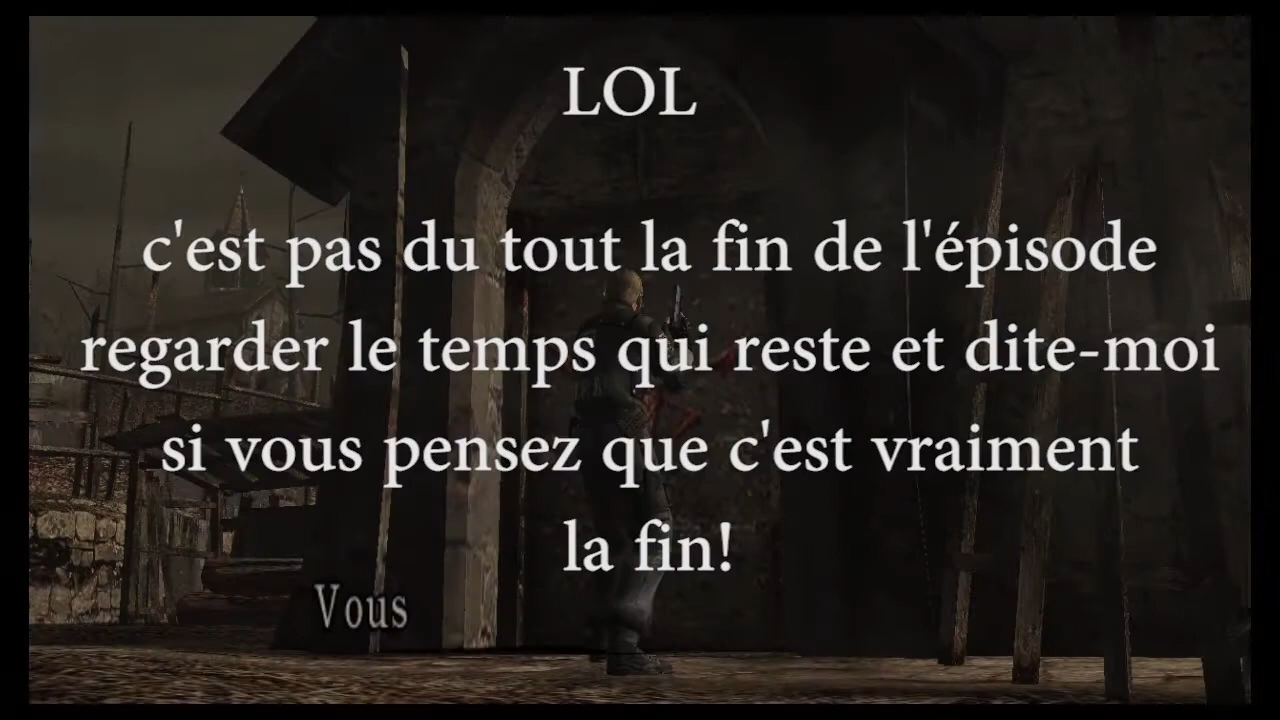 LOL
c'est pas du tout la fin de l'épisode
regarder le temps qui reste et dite-moi
si vous pensez que c'est vraiment
la fin!
Vous